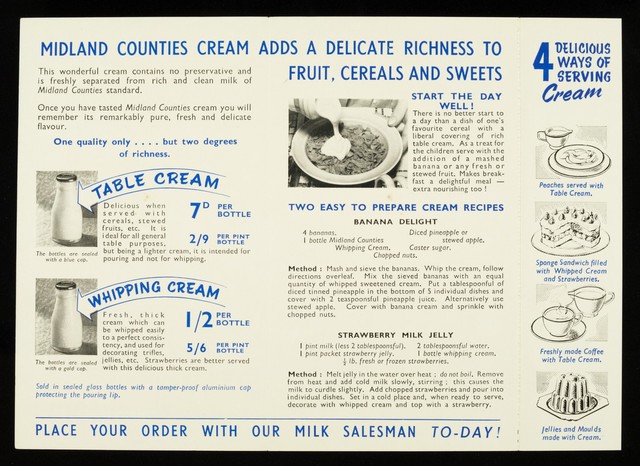 MIDLAND COUNTIES CREAM ADDS A DELICATE RICHNESS TO
FRUIT, CEREALS AND SWEETS
This wonderful cream contains no preservative and
is freshly separated from rich and clean milk of
Midland Counties standard.
Once you have tasted Midland Counties cream you will
remember its remarkably pure, fresh and delicate
flavour.
One quality only . . . . but two degrees
of richness.
TABLE CREAM
Delicious when
served with
cereals, stewed
fruits, etc. It is
ideal for all general
table purposes,
but being a lighter cream, it is intended for
pouring and not for whipping.
7D PER
BOTTLE
2/9 PER PINT
BOTTLE
The bottles are sealed
with a blue cap.
WHIPPING CREAM
Fresh, thick
cream which can
be whipped easily
to a perfect consis-
tency, and used for
decorating trifles,
jellies, etc. Strawberries are better served
with this delicious thick cream.
1/2 PER
BOTTLE
5/6 PER PINT
BOTTLE
The bottles are sealed
with a gold cap.
Sold in sealed glass bottles with a tamper-proof aluminium cap
protecting the pouring lip.
START THE DAY
WELL!
There is no better start to
a day than a dish of one's
favourite cereal with a
liberal covering of rich
table cream. As a treat for
the children serve with the
addition of a mashed
banana or any fresh or
stewed fruit. Makes break-
fast a delightful meal —
extra nourishing too!
TWO EASY TO PREPARE CREAM RECIPES
BANANA DELIGHT
4 bananas. Diced pineapple or
1 bottle Midland Counties stewed apple.
Whipping Cream. Castor sugar.
Chopped nuts.
Method : Mash and sieve the bananas. Whip the cream, follow
directions overleaf. Mix the sieved bananas with an equal
quantity of whipped sweetened cream. Put a tablespoonful of
diced tinned pineapple in the bottom of 5 individual dishes and
cover with 2 teaspoonful pineapple juice. Alternatively use
stewed apple. Cover with banana cream and sprinkle with
chopped nuts.
STRAWBERRY MILK JELLY
1 pint milk (less 2 tablespoonsful). 2 tablespoonsful water.
1 pint pocket strawberry jelly. 1 bottle whipping cream.
½ lb. fresh or frozen strawberries.
Method : Melt jelly in the water over heat ; do not boil. Remove
from heat and add cold milk slowly, stirring ; this causes the
milk to curdle slightly. Add chopped strawberries and pour into
individual dishes. Set in a cold place and, when ready to serve,
decorate with whipped cream and top with a strawberry.
PLACE YOUR ORDER WITH OUR MILK SALESMAN TO-DAY!
4 DELICIOUS
WAYS OF
SERVING
Cream
Peaches served with
Table Cream.
Sponge Sandwich filled
with Whipped Cream
and Strawberries.
Freshly made Coffee
with Table Cream.
Jellies and Moulds
made with Cream.